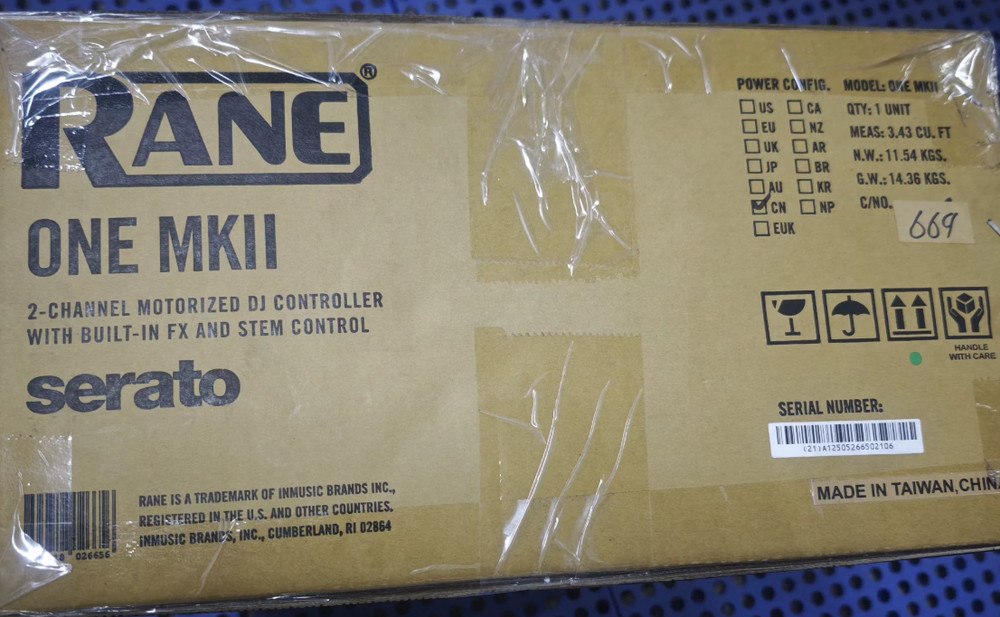 RANE®
ONE MKII
2-CHANNEL MOTORIZED DJ CONTROLLER
WITH BUILT-IN FX AND STEM CONTROL
serato
026656
RANE IS A TRADEMARK OF INMUSIC BRANDS INC.,
REGISTERED IN THE U.S. AND OTHER COUNTRIES.
INMUSIC BRANDS, INC., CUMBERLAND, RI 02864
POWER CONFIG.
US CA
EU NZ
UK AR
JP BR
AU KR
CN NP
EUK
MODEL: ONE MKII
QTY: 1 UNIT
MEAS: 3.43 CU. FT
N.W.: 11.54 KGS.
G.W.: 14.36 KGS.
C/NO.
669
HANDLE
WITH CARE
SERIAL NUMBER:
(21)A12505266502106
MADE IN TAIWAN, CHINA